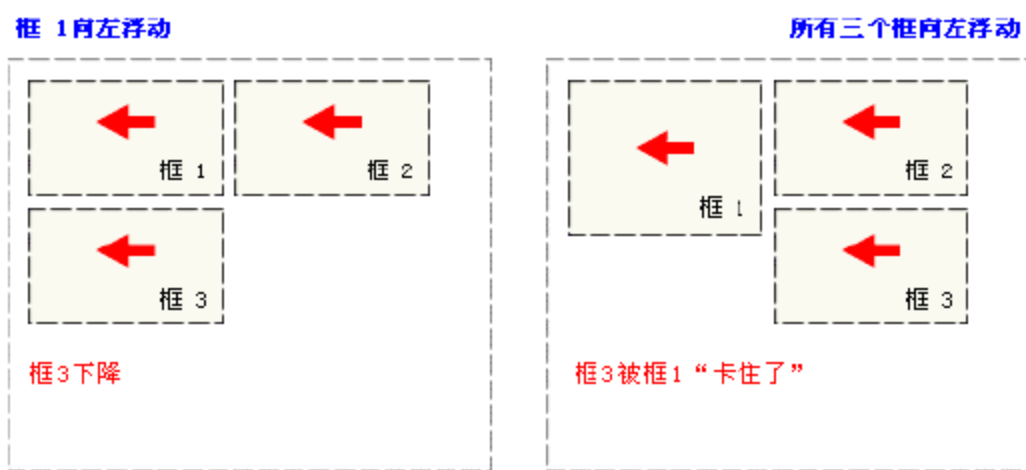 框 1向左浮动
所有三个框向左浮动
框 1
框 2
框 3
框3下降
框 1
框 2
框 3
框3被框1“卡住了”